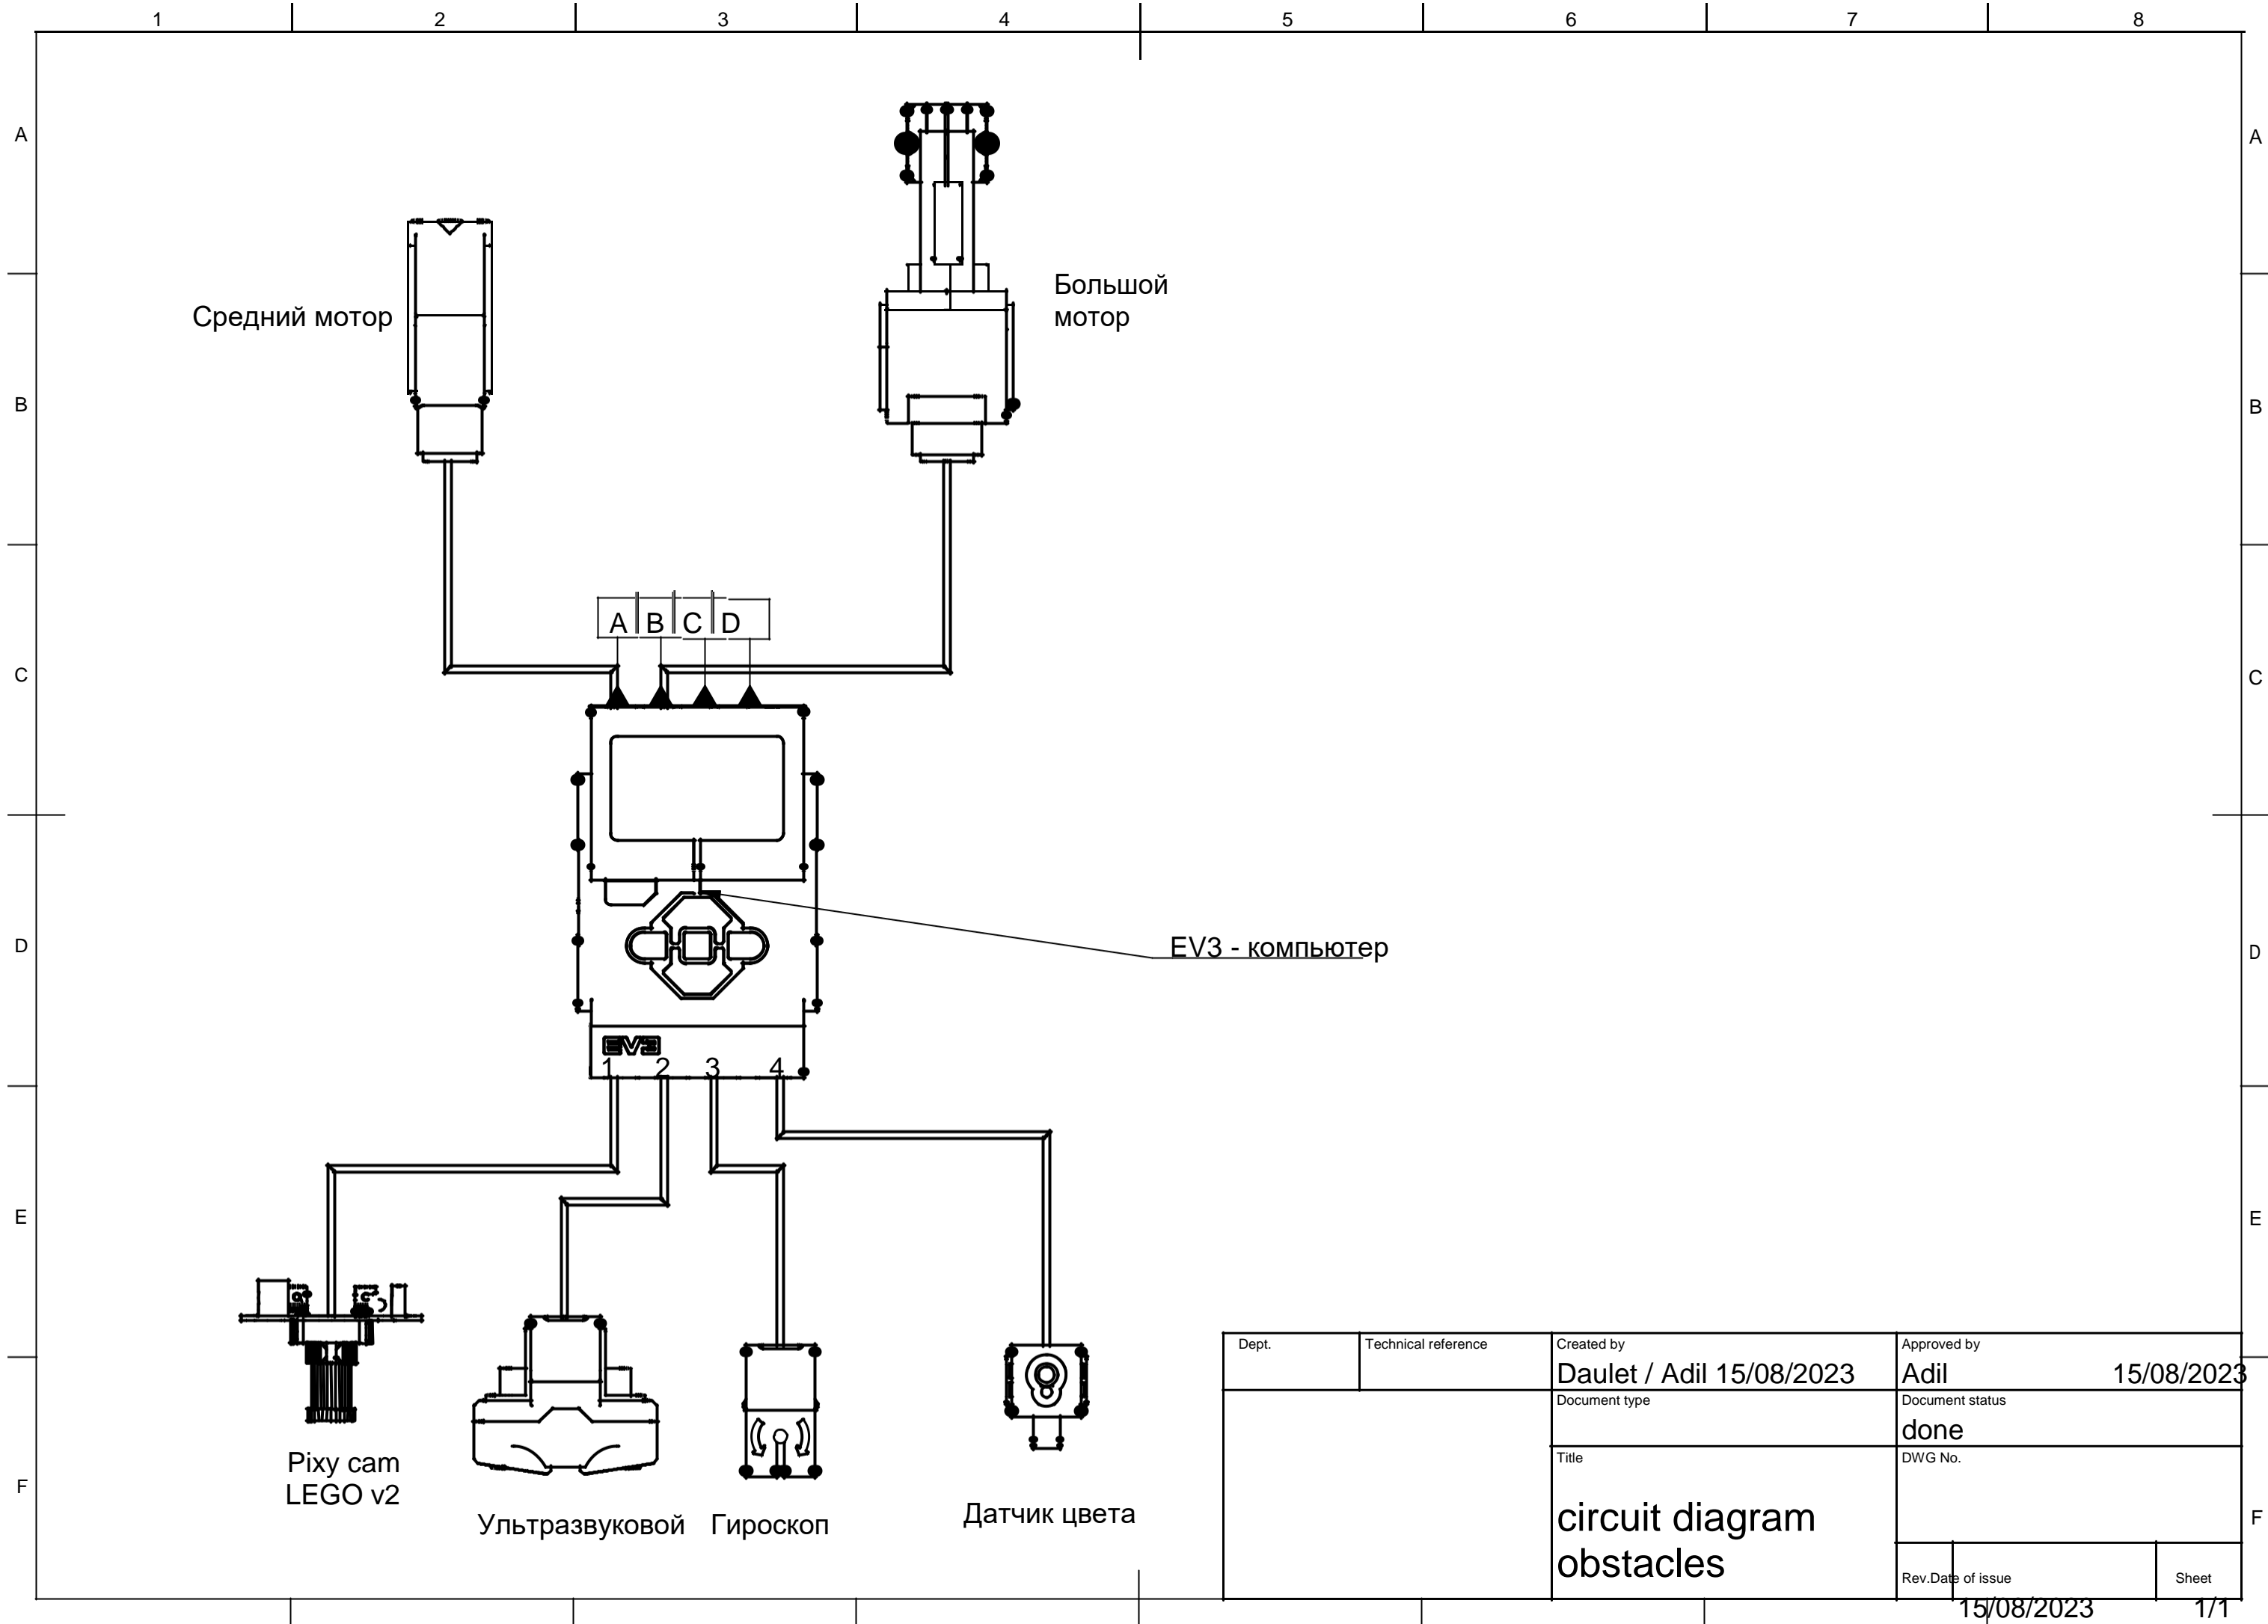 1 2 3 4 5 6 7 8
A A
Большой
Средний мотор мотор
B B
A B C D
C C
EV3 - компьютер
D D
EV3
1 2 3 4
E E
Dept. Technical reference Created by Approved by
Daulet / Adil 15/08/2023 Adil 15/08/2023
Document type Document status
done
Title DWG No.
Pixy cam
LEGO v2
F F
Ультразвуковой Гироскоп Датчик цвета
circuit diagram
obstacles
Rev. Date of issue Sheet
15/08/2023 1/1